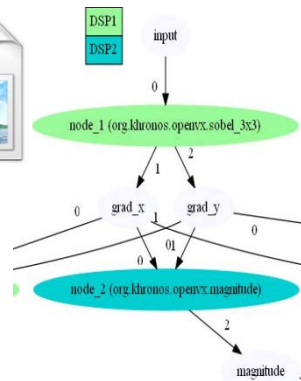 DSP1
DSP2
input
0
node_1 (org.khronos.openvx.sobel_3x3)
1
2
grad_x
grad_y
0
1
0
0
01
node_2 (org.khronos.openvx.magnitude)
2
magnitude